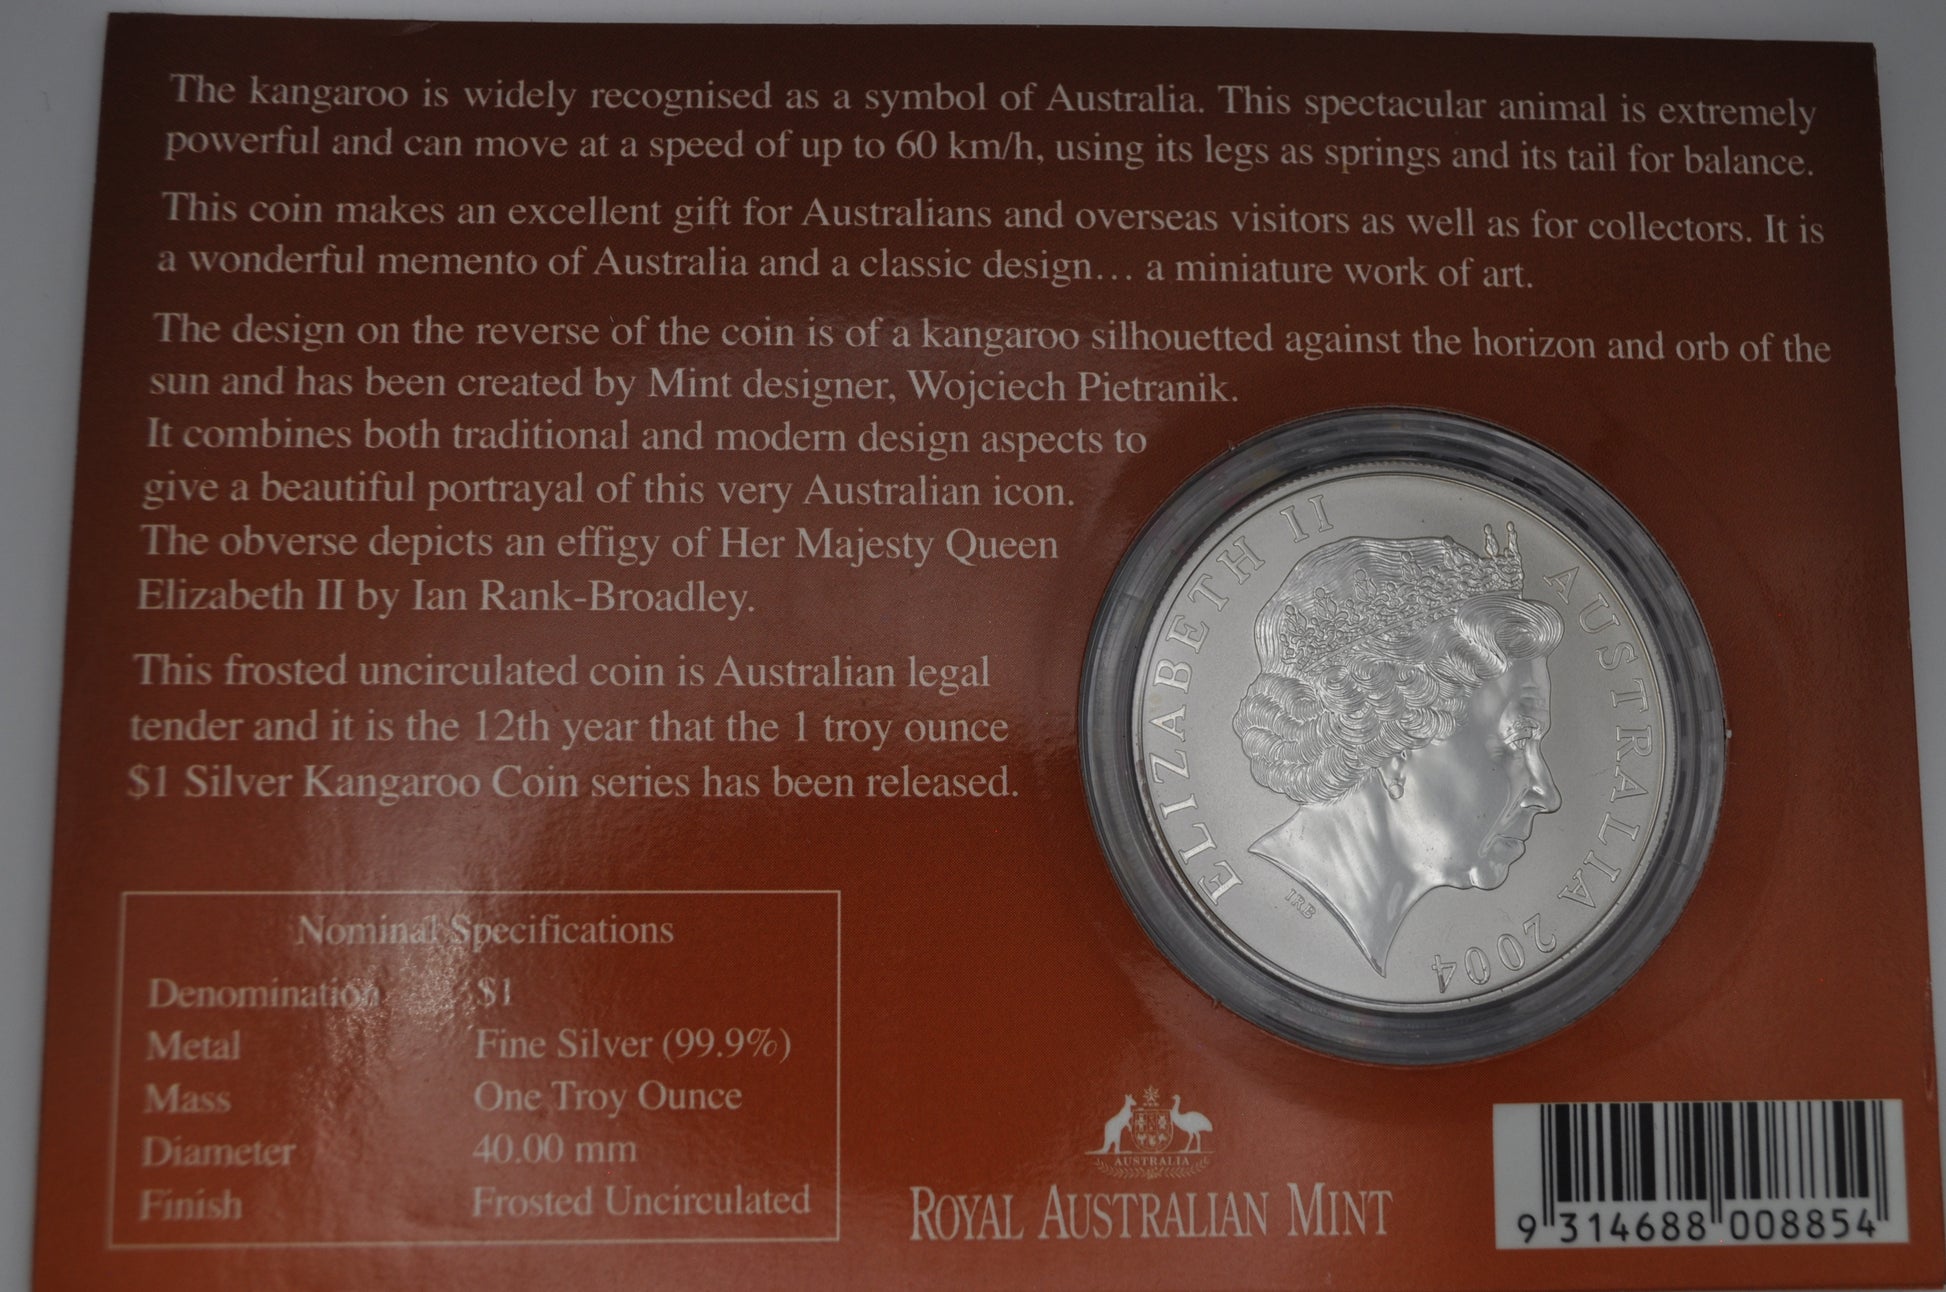 The kangaroo is widely recognised as a symbol of Australia. This spectacular animal is extremely
powerful and can move at a speed of up to 60 km/h, using its legs as springs and its tail for balance.
This coin makes an excellent gift for Australians and overseas visitors as well as for collectors. It is
a wonderful memento of Australia and a classic design... a miniature work of art.
The design on the reverse of the coin is of a kangaroo silhouetted against the horizon and orb of the
sun and has been created by Mint designer, Wojciech Pietranik.
It combines both traditional and modern design aspects to
give a beautiful portrayal of this very Australian icon.
The obverse depicts an effigy of Her Majesty Queen
Elizabeth II by Ian Rank-Broadley.
This frosted uncirculated coin is Australian legal
tender and it is the 12th year that the 1 troy ounce
$1 Silver Kangaroo Coin series has been released.
ELIZABETH II
AUSTRALIA 2004
IRB
Nominal Specifications
Denomination $1
Metal Fine Silver (99.9%)
Mass One Troy Ounce
Diameter 40.00 mm
Finish Frosted Uncirculated
AUSTRALIA
ROYAL AUSTRALIAN MINT
9 314688 008854